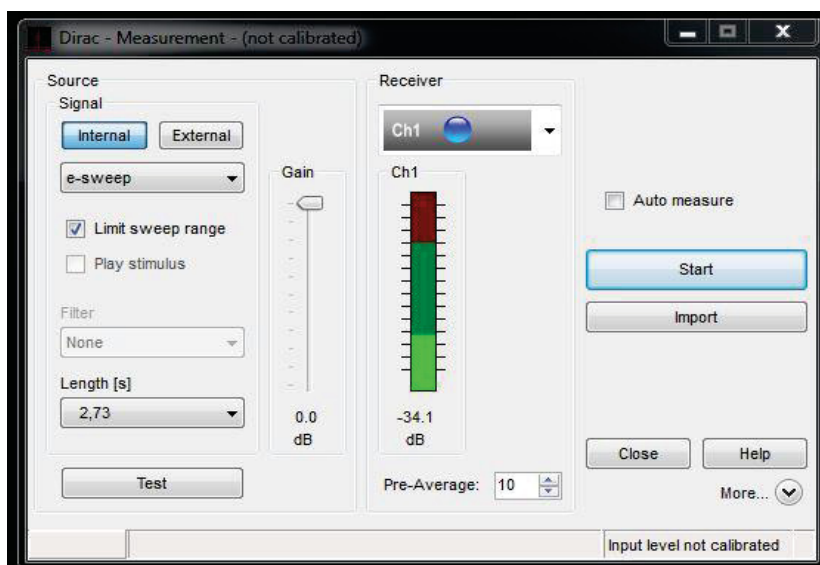 Dirac - Measurement - (not calibrated)
Source
Signal
Internal External
e-sweep
Limit sweep range
Play stimulus
Filter
None
Length [s]
2,73
Test
Gain
0.0
dB
Receiver
Ch1
Ch1
-34.1
dB
Pre-Average: 10
Auto measure
Start
Import
Close Help
More...
Input level not calibrated